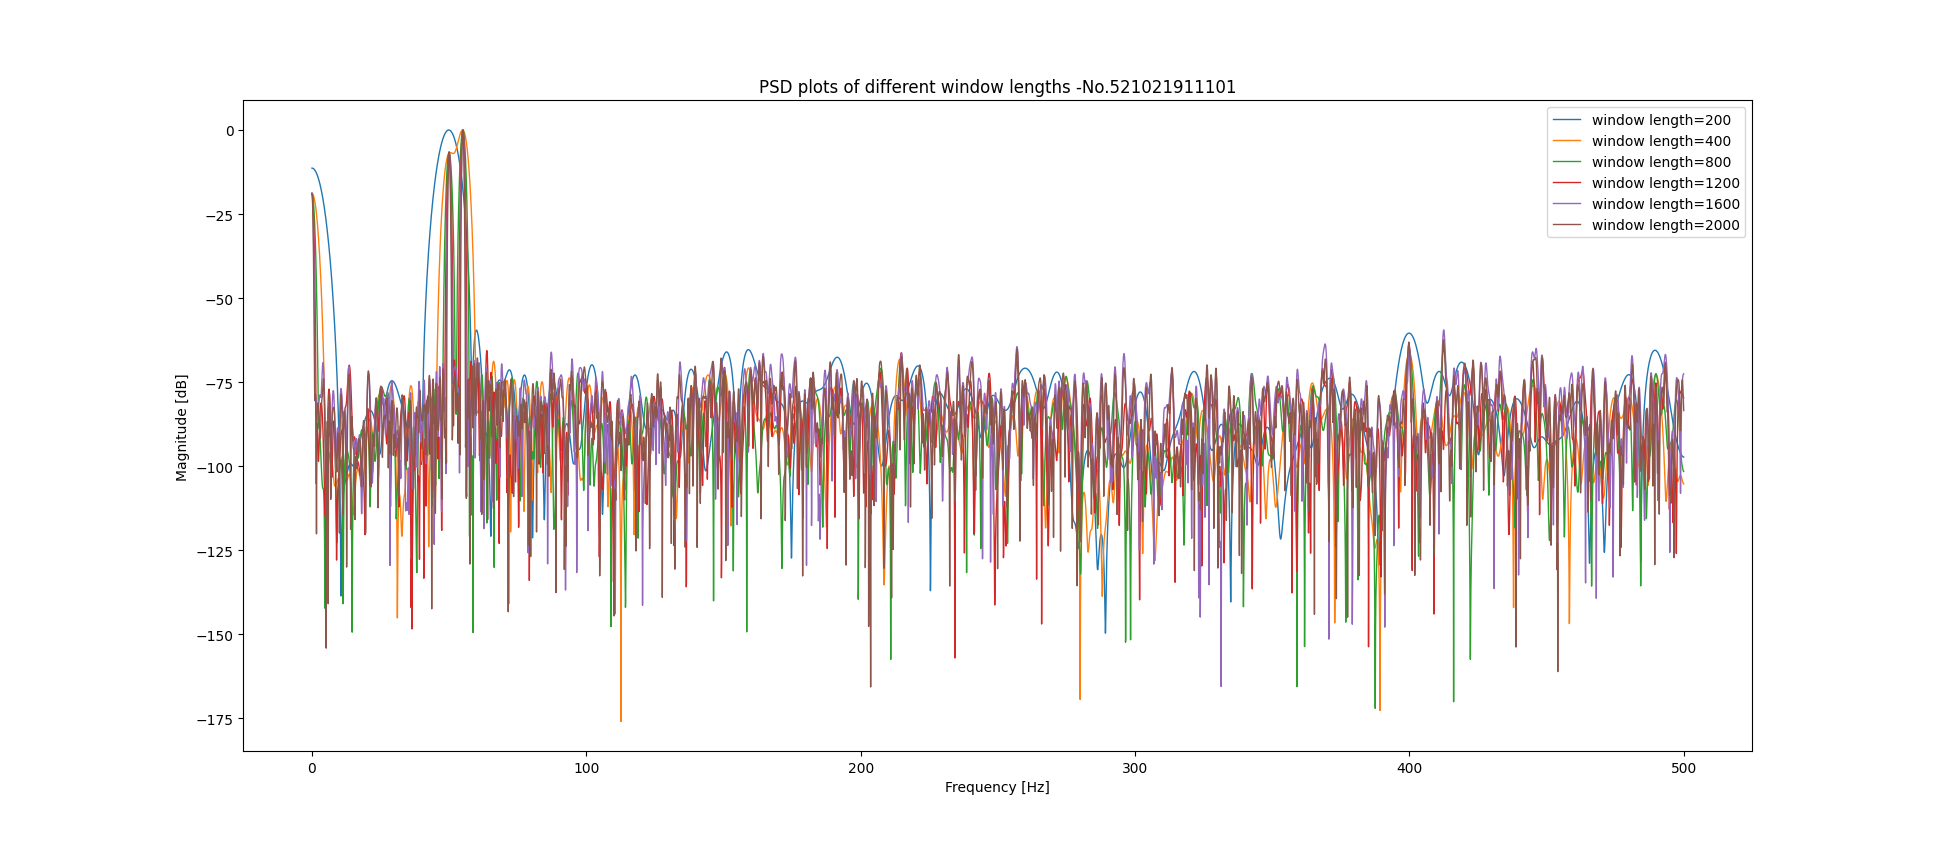 PSD plots of different window lengths -No.521021911101
window length=200
window length=400
window length=800
window length=1200
window length=1600
window length=2000
Magnitude [dB]
0
−25
−50
−75
−100
−125
−150
−175
0 100 200 300 400 500
Frequency [Hz]